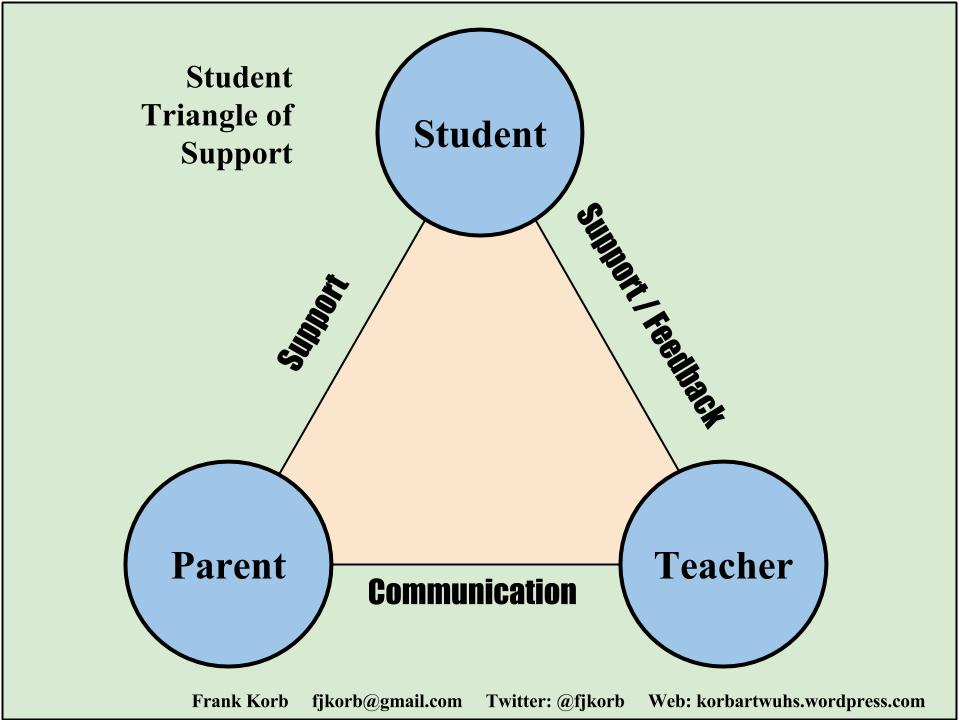 Student
Triangle of
Support
Student
Support
Support / Feedback
Parent
Teacher
Communication
Frank Korb fjkorb@gmail.com Twitter: @fjkorb Web: korbartwuhs.wordpress.com